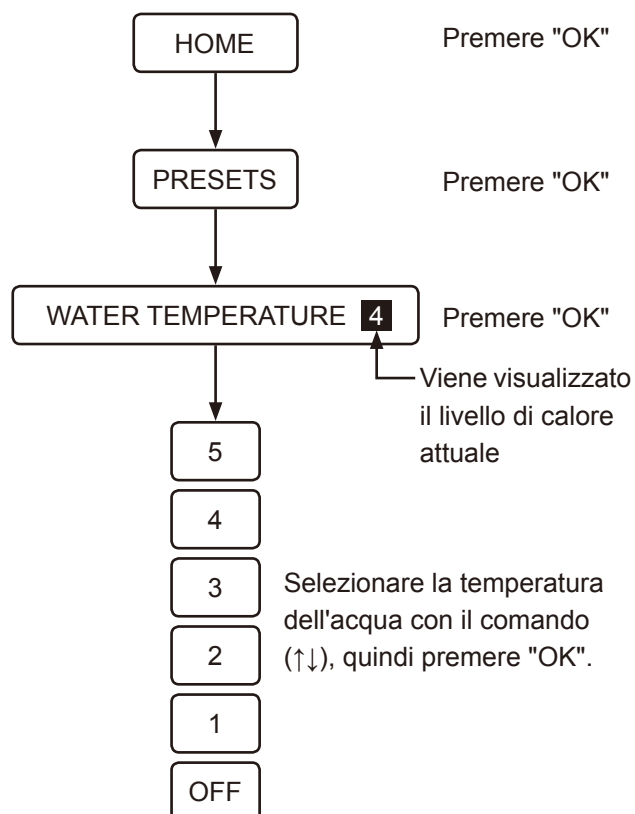 HOME
Premere "OK"
PRESETS
Premere "OK"
WATER TEMPERATURE 4
Premere "OK"
Viene visualizzato
il livello di calore
attuale
5
4
3
Selezionare la temperatura
dell'acqua con il comando
(↑↓), quindi premere "OK".
2
1
OFF